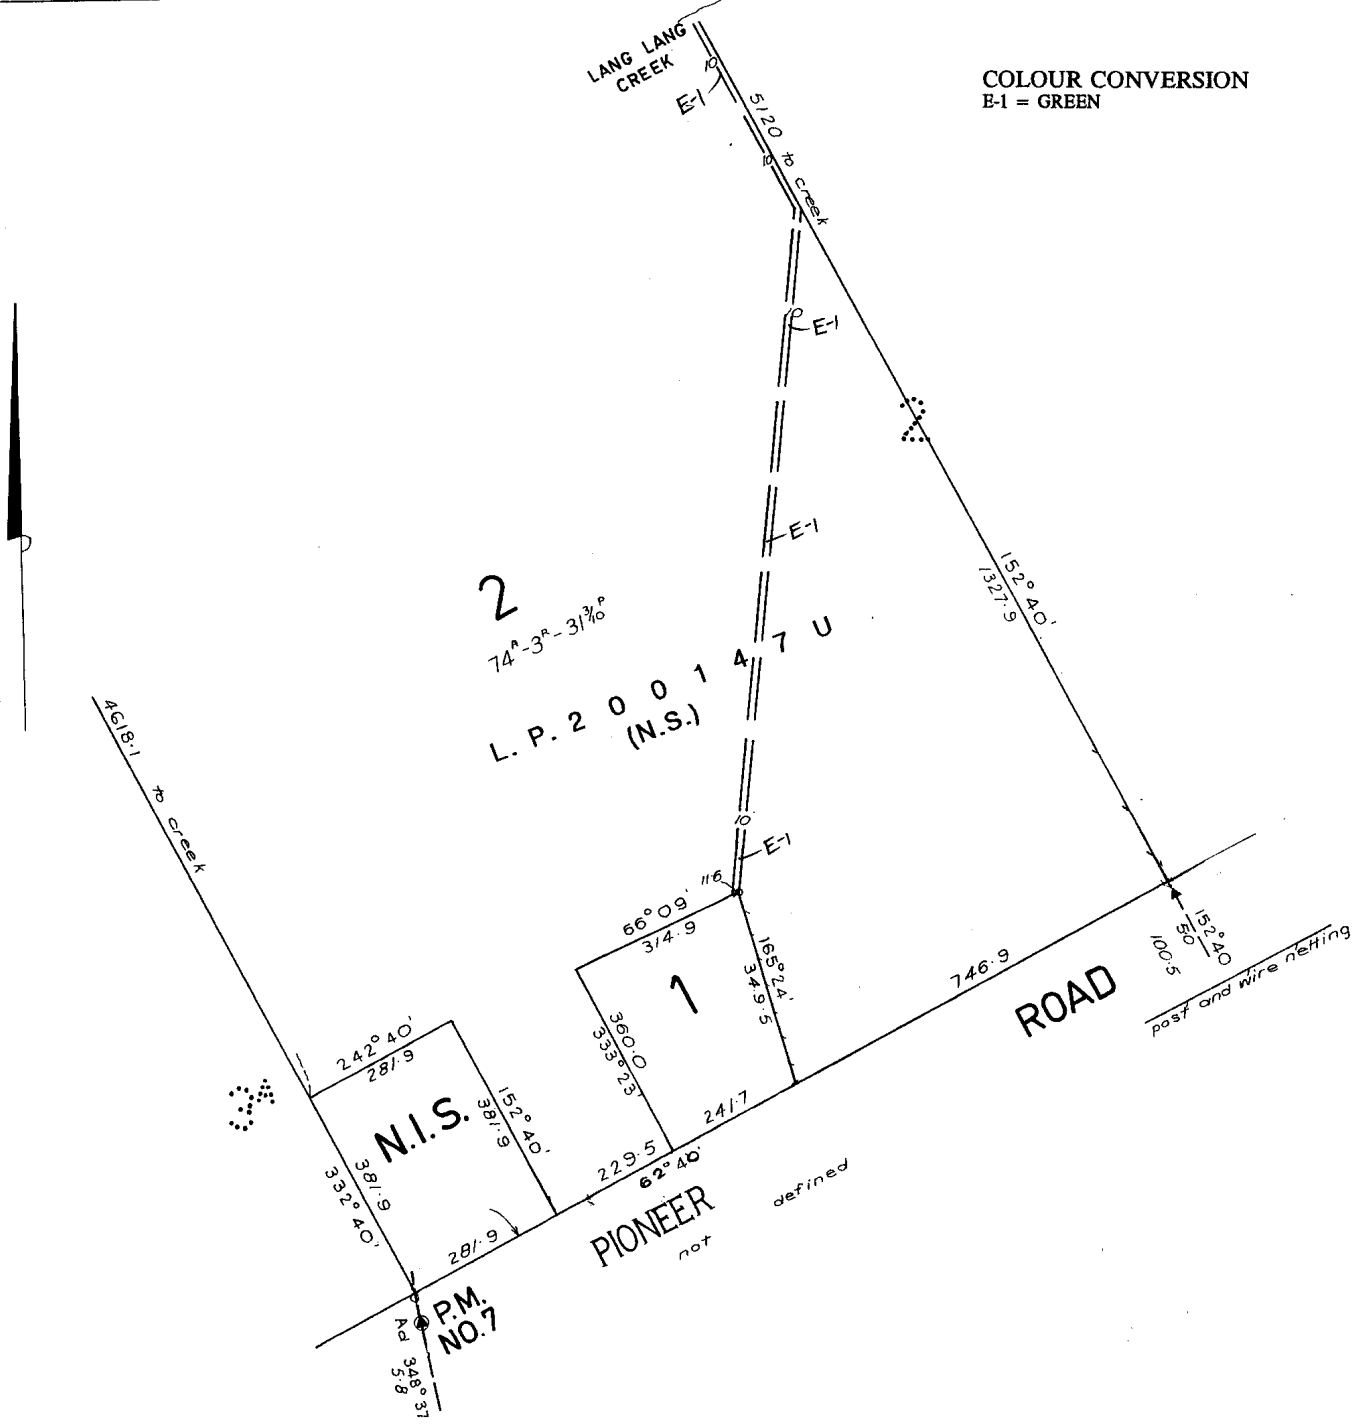 LANG LANG
CREEK
COLOUR CONVERSION
E-1 = GREEN
10
E-1
5120 to creek
10
10
E-1
2
E-1
152° 40'
1327.9
2
74ᴬ-3ᴿ-31³⁄₁₀ᴾ
L. P. 2 0 0 1 4 7 U
(N.S.)
4618.1 to creek
10
E-1
11.6
66° 09'
314.9
1
165° 24'
349.5
360.0
333° 23'
746.9
ROAD
152° 40
50
100.5
post and wire netting
242° 40'
281.9
3ᴬ
N.I.S.
152° 40'
381.9
381.9
332° 40'
241.7
229.5
62° 40'
281.9
PIONEER
not defined
P.M.
NO.7
Ad 348° 37
5.8